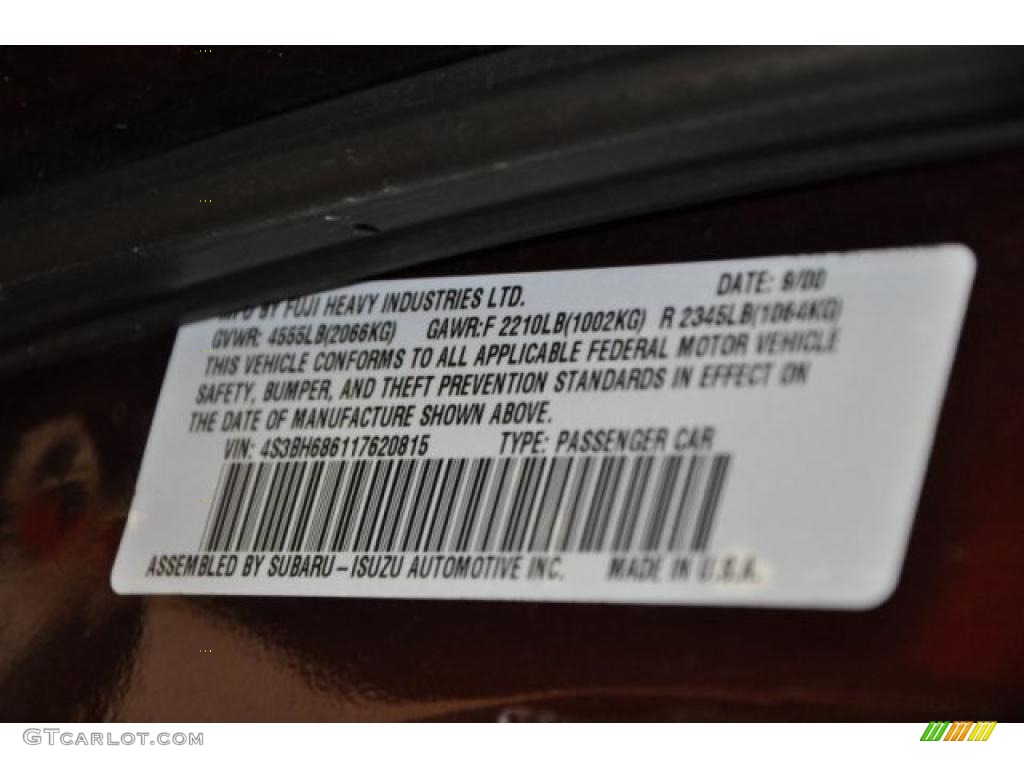 MFD BY FUJI HEAVY INDUSTRIES LTD. DATE: 9/00
GVWR: 4555LB(2066KG) GAWR:F 2210LB(1002KG) R 2345LB(1064KG)
THIS VEHICLE CONFORMS TO ALL APPLICABLE FEDERAL MOTOR VEHICLE
SAFETY, BUMPER, AND THEFT PREVENTION STANDARDS IN EFFECT ON
THE DATE OF MANUFACTURE SHOWN ABOVE.
VIN: 4S3BH686117620815 TYPE: PASSENGER CAR
ASSEMBLED BY SUBARU-ISUZU AUTOMOTIVE INC. MADE IN U.S.A.
GTCARLOT.COM